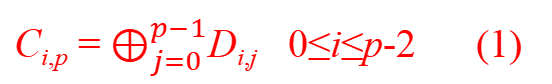 C_{i,p} = ⊕_{j=0}^{p−1} D_{i,j}   0≤i≤p-2   (1)